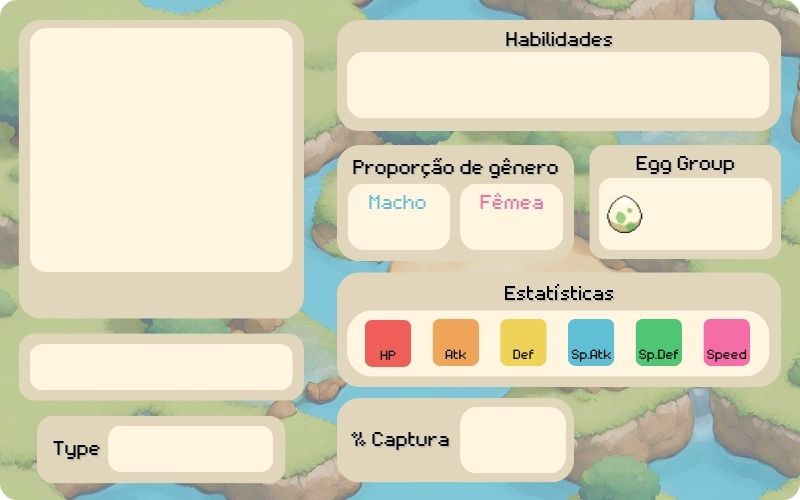 Habilidades
Proporção de gênero
Macho
Fêmea
Egg Group
Estatísticas
HP
Atk
Def
Sp.Atk
Sp.Def
Speed
Type
% Captura